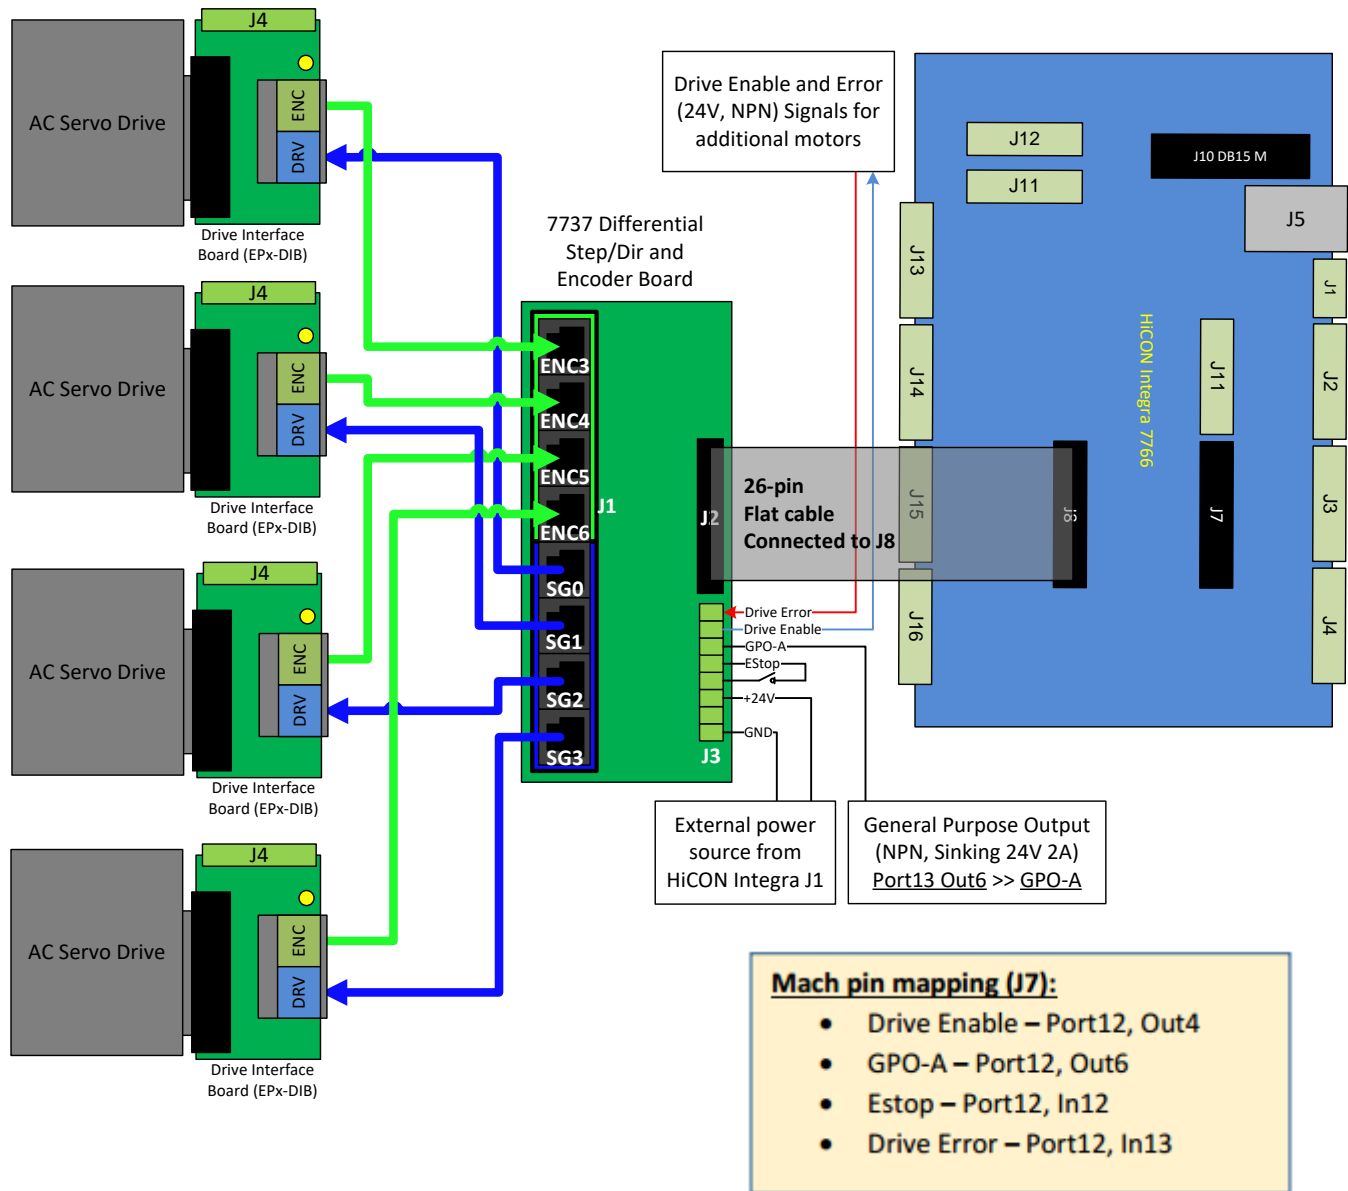 J4
AC Servo Drive
ENC
DRV
Drive Interface
Board (EPx-DIB)
J4
AC Servo Drive
ENC
DRV
Drive Interface
Board (EPx-DIB)
J4
AC Servo Drive
ENC
DRV
Drive Interface
Board (EPx-DIB)
J4
AC Servo Drive
ENC
DRV
Drive Interface
Board (EPx-DIB)
7737 Differential
Step/Dir and
Encoder Board
ENC3
ENC4
ENC5
ENC6
SG0
SG1
SG2
SG3
J1
J2
J3
Drive Enable and Error
(24V, NPN) Signals for
additional motors
26-pin
Flat cable
Connected to J8
Drive Error
Drive Enable
GPO-A
EStop
+24V
GND
External power
source from
HiCON Integra J1
General Purpose Output
(NPN, Sinking 24V 2A)
Port13 Out6 >> GPO-A
J12
J11
J10 DB15 M
J5
J13
J14
J15
J16
J8
J7
J11
HiCON Integra 7766
J1
J2
J3
J4
Mach pin mapping (J7):
• Drive Enable – Port12, Out4
• GPO-A – Port12, Out6
• Estop – Port12, In12
• Drive Error – Port12, In13